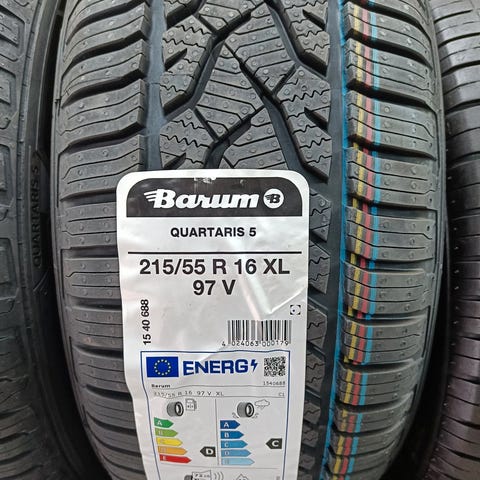 QUARTARIS 5
Barum B
QUARTARIS 5
215/55 R 16 XL
97 V
15 40 688
4 024063 000179
ENERG
Barum 1540688
215/55 R 16 97 V XL C1
A A
B B
C C
D D
E E
D
C